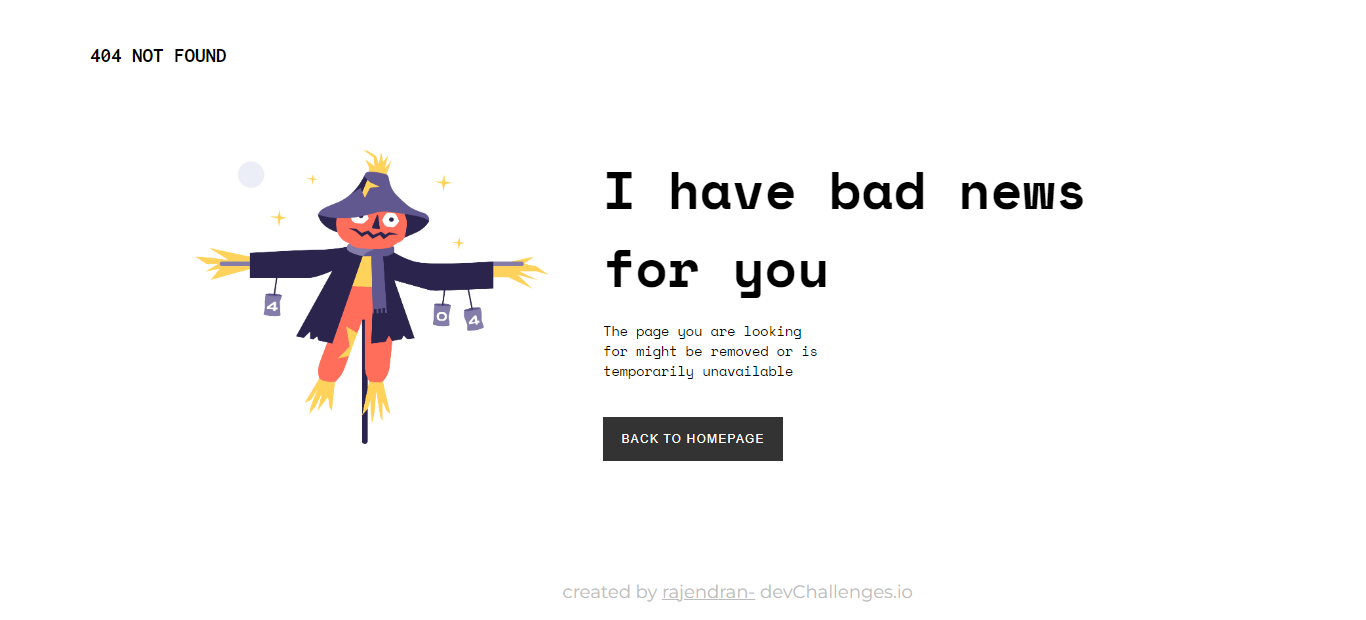 404 NOT FOUND
I have bad news
for you
4
0
4
The page you are looking
for might be removed or is
temporarily unavailable
BACK TO HOMEPAGE
created by rajendran- devChallenges.io